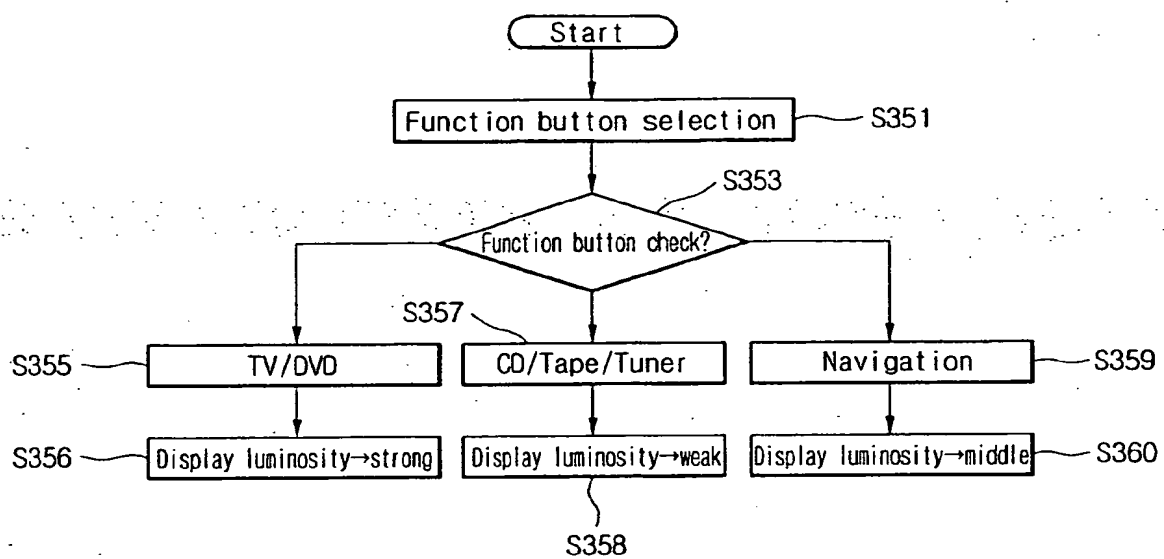 Start
Function button selection
S351
S353
Function button check?
S357
S355
TV/DVD
CD/Tape/Tuner
Navigation
S359
S356
Display luminosity→strong
Display luminosity→weak
Display luminosity→middle
S360
S358